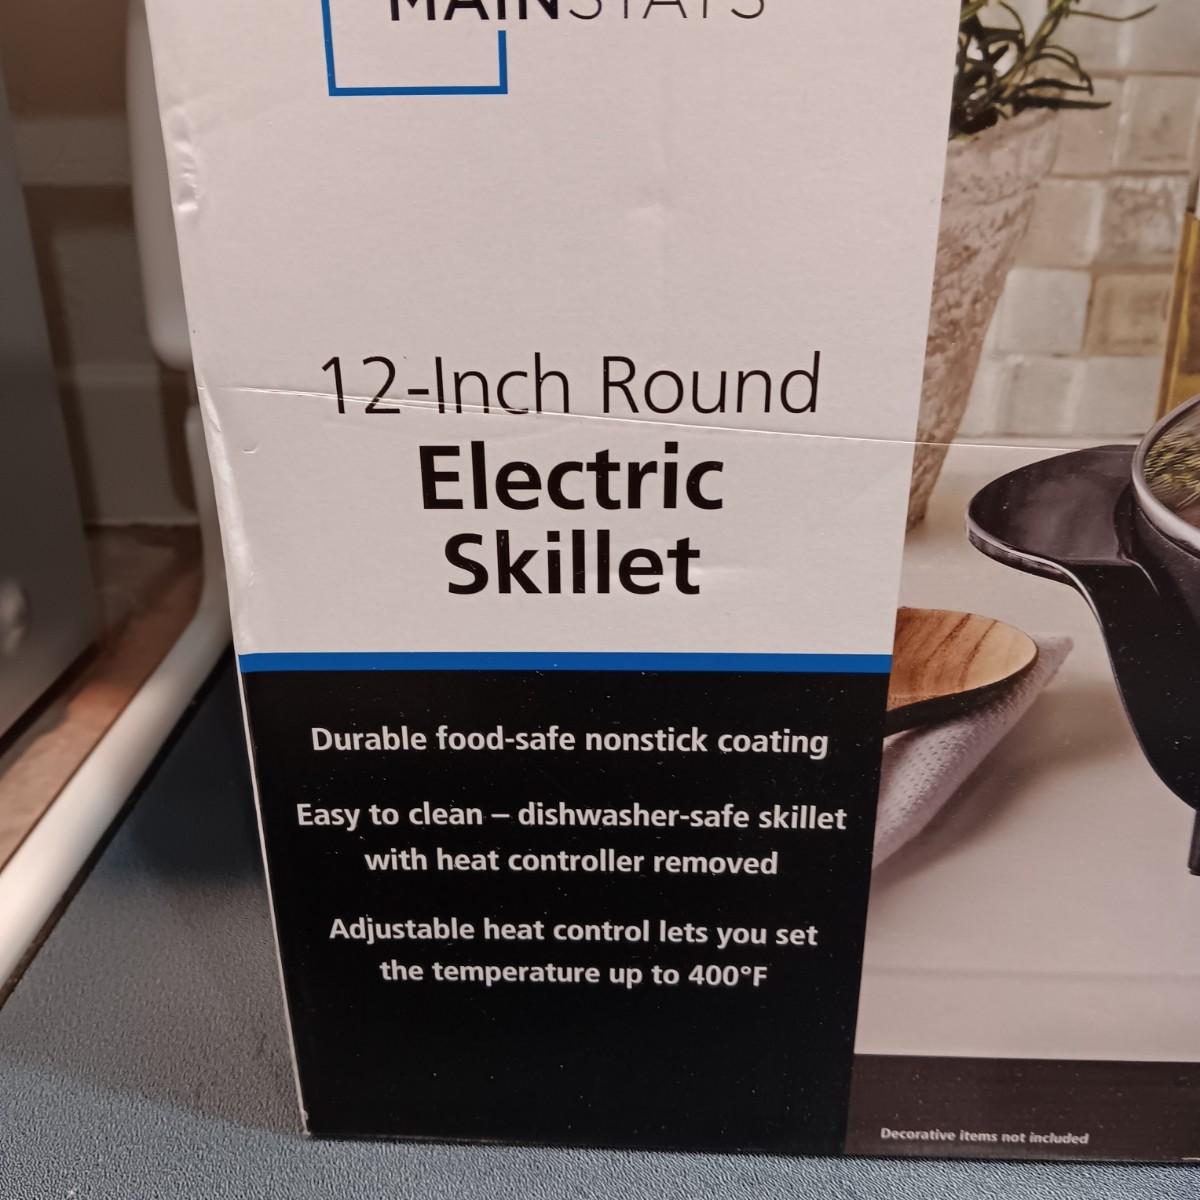 MAINSTAYS
12-Inch Round
Electric
Skillet
Durable food-safe nonstick coating
Easy to clean – dishwasher-safe skillet
with heat controller removed
Adjustable heat control lets you set
the temperature up to 400°F
Decorative items not included